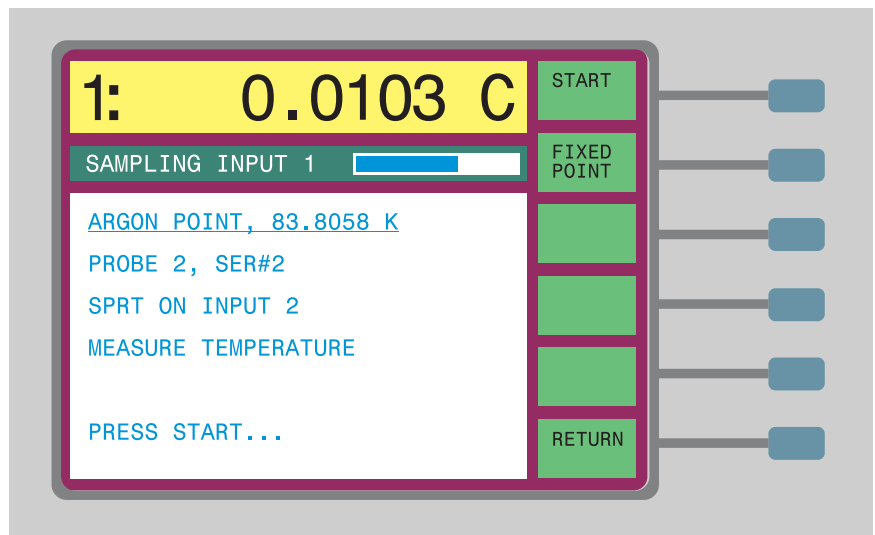 1: 0.0103 C
SAMPLING INPUT 1
ARGON POINT, 83.8058 K
PROBE 2, SER#2
SPRT ON INPUT 2
MEASURE TEMPERATURE
PRESS START...
START
FIXED
POINT
RETURN